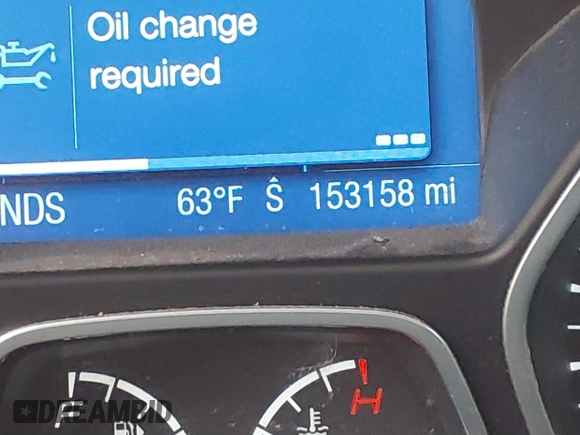 Oil change
required
NDS 63°F Ŝ 153158 mi
H
DREAMBID